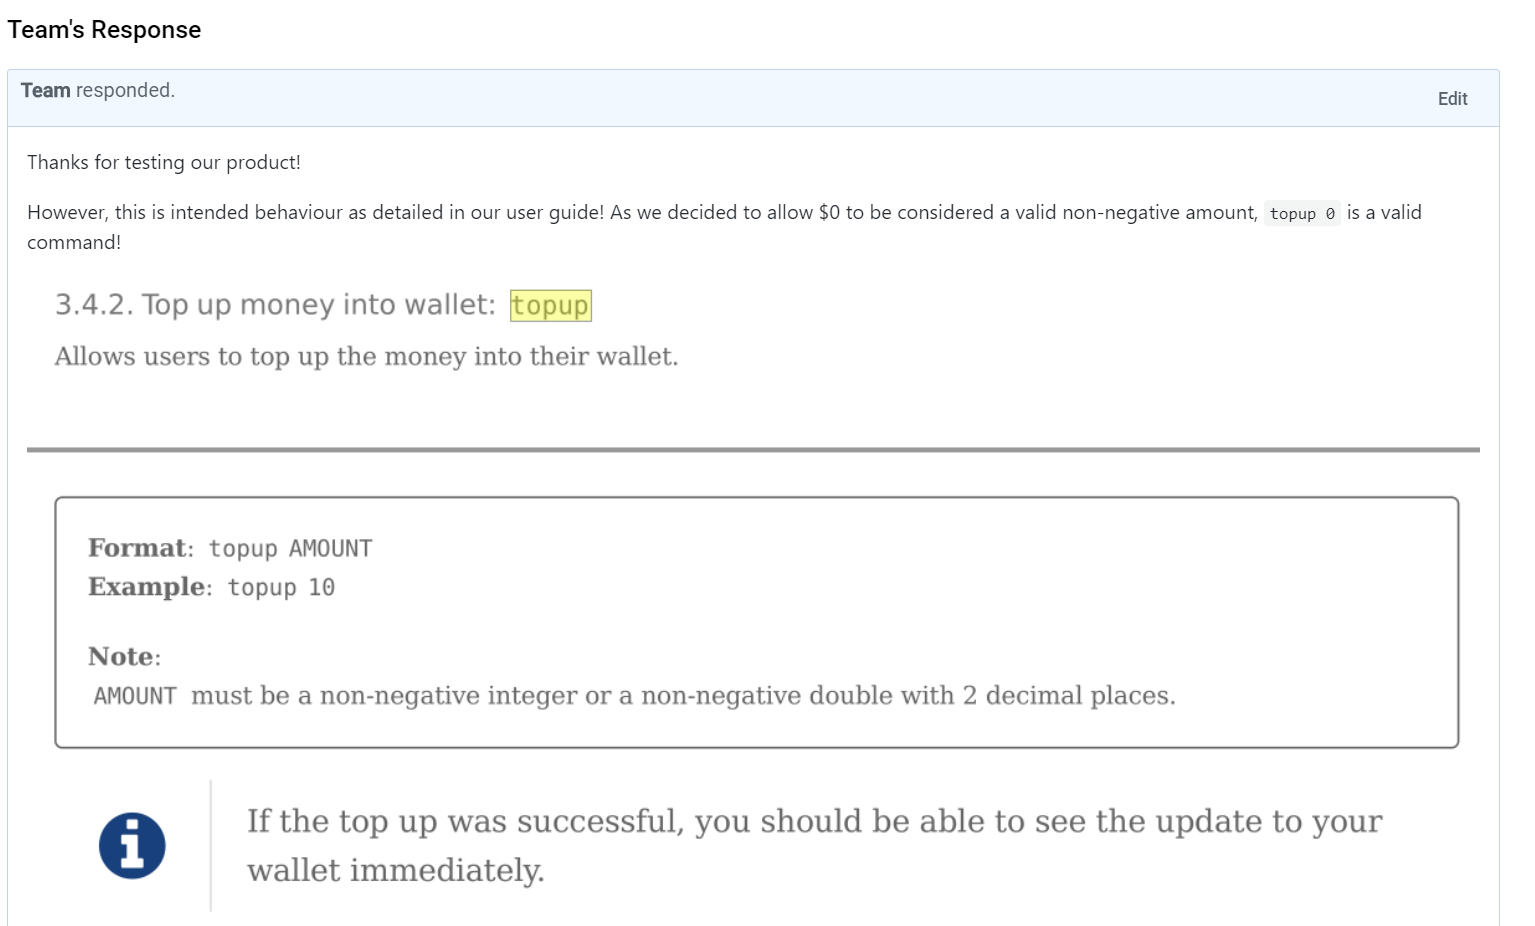 Team's Response
Team responded.
Edit
Thanks for testing our product!
However, this is intended behaviour as detailed in our user guide! As we decided to allow $0 to be considered a valid non-negative amount, topup 0 is a valid
command!
3.4.2. Top up money into wallet: topup
Allows users to top up the money into their wallet.
Format: topup AMOUNT
Example: topup 10
Note:
AMOUNT must be a non-negative integer or a non-negative double with 2 decimal places.
If the top up was successful, you should be able to see the update to your
wallet immediately.